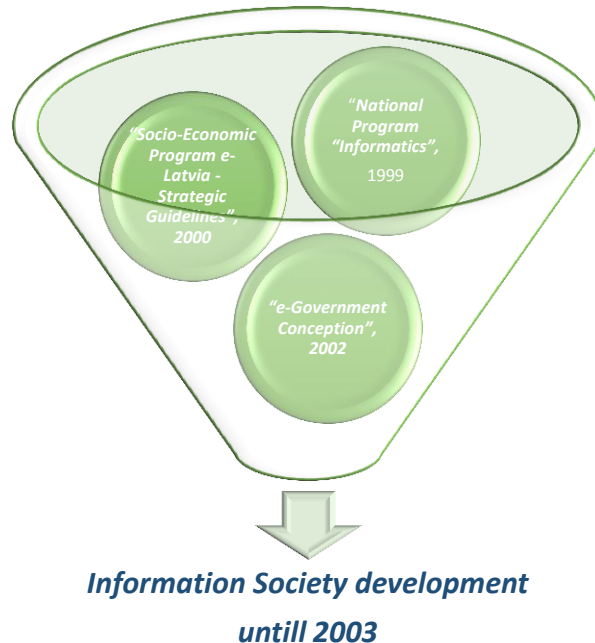 “National
Program
“Informatics”,
1999
“Socio-Economic
Program e-
Latvia -
Strategic
Guidelines”,
2000
“e-Government
Conception”,
2002
Information Society development
untill 2003